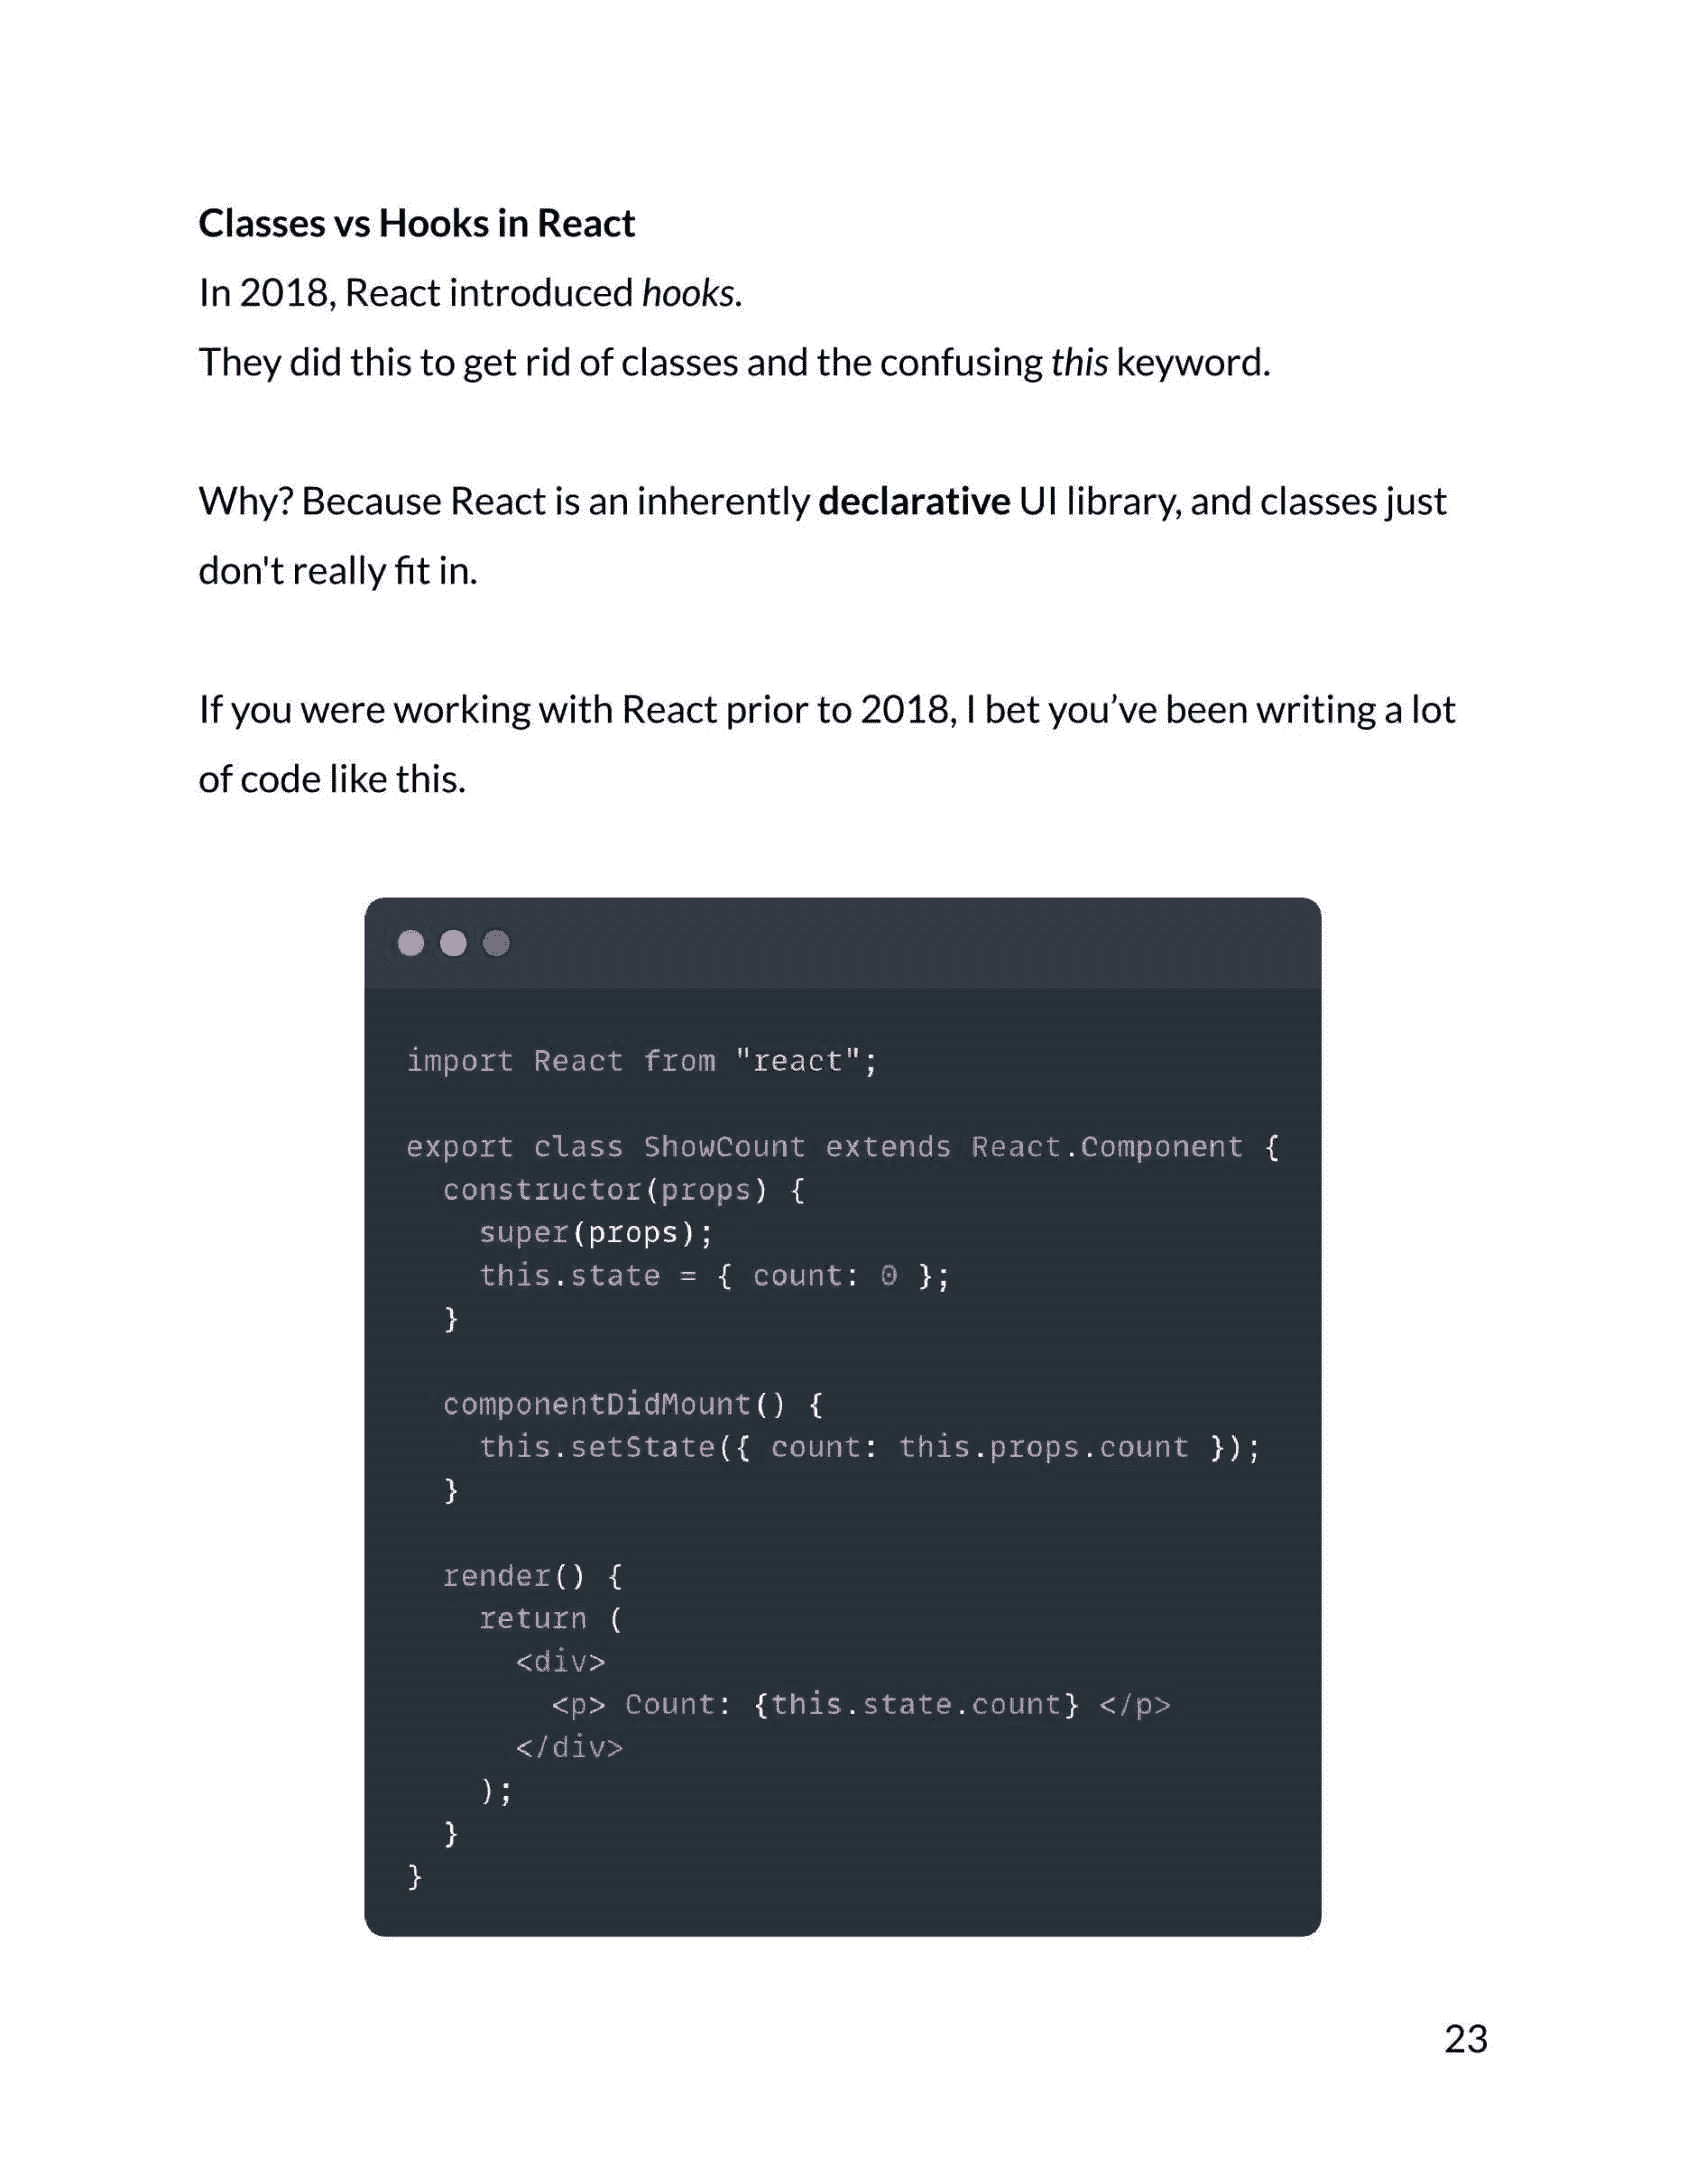 Classes vs Hooks in React
In 2018, React introduced hooks.
They did this to get rid of classes and the confusing this keyword.
Why? Because React is an inherently declarative UI library, and classes just
don't really fit in.
If you were working with React prior to 2018, I bet you’ve been writing a lot
of code like this.
import React from "react";
export class ShowCount extends React.Component {
  constructor(props) {
    super(props);
    this.state = { count: 0 };
  }
  componentDidMount() {
    this.setState({ count: this.props.count });
  }
  render() {
    return (
      <div>
        <p> Count: {this.state.count} </p>
      </div>
    );
  }
}
23